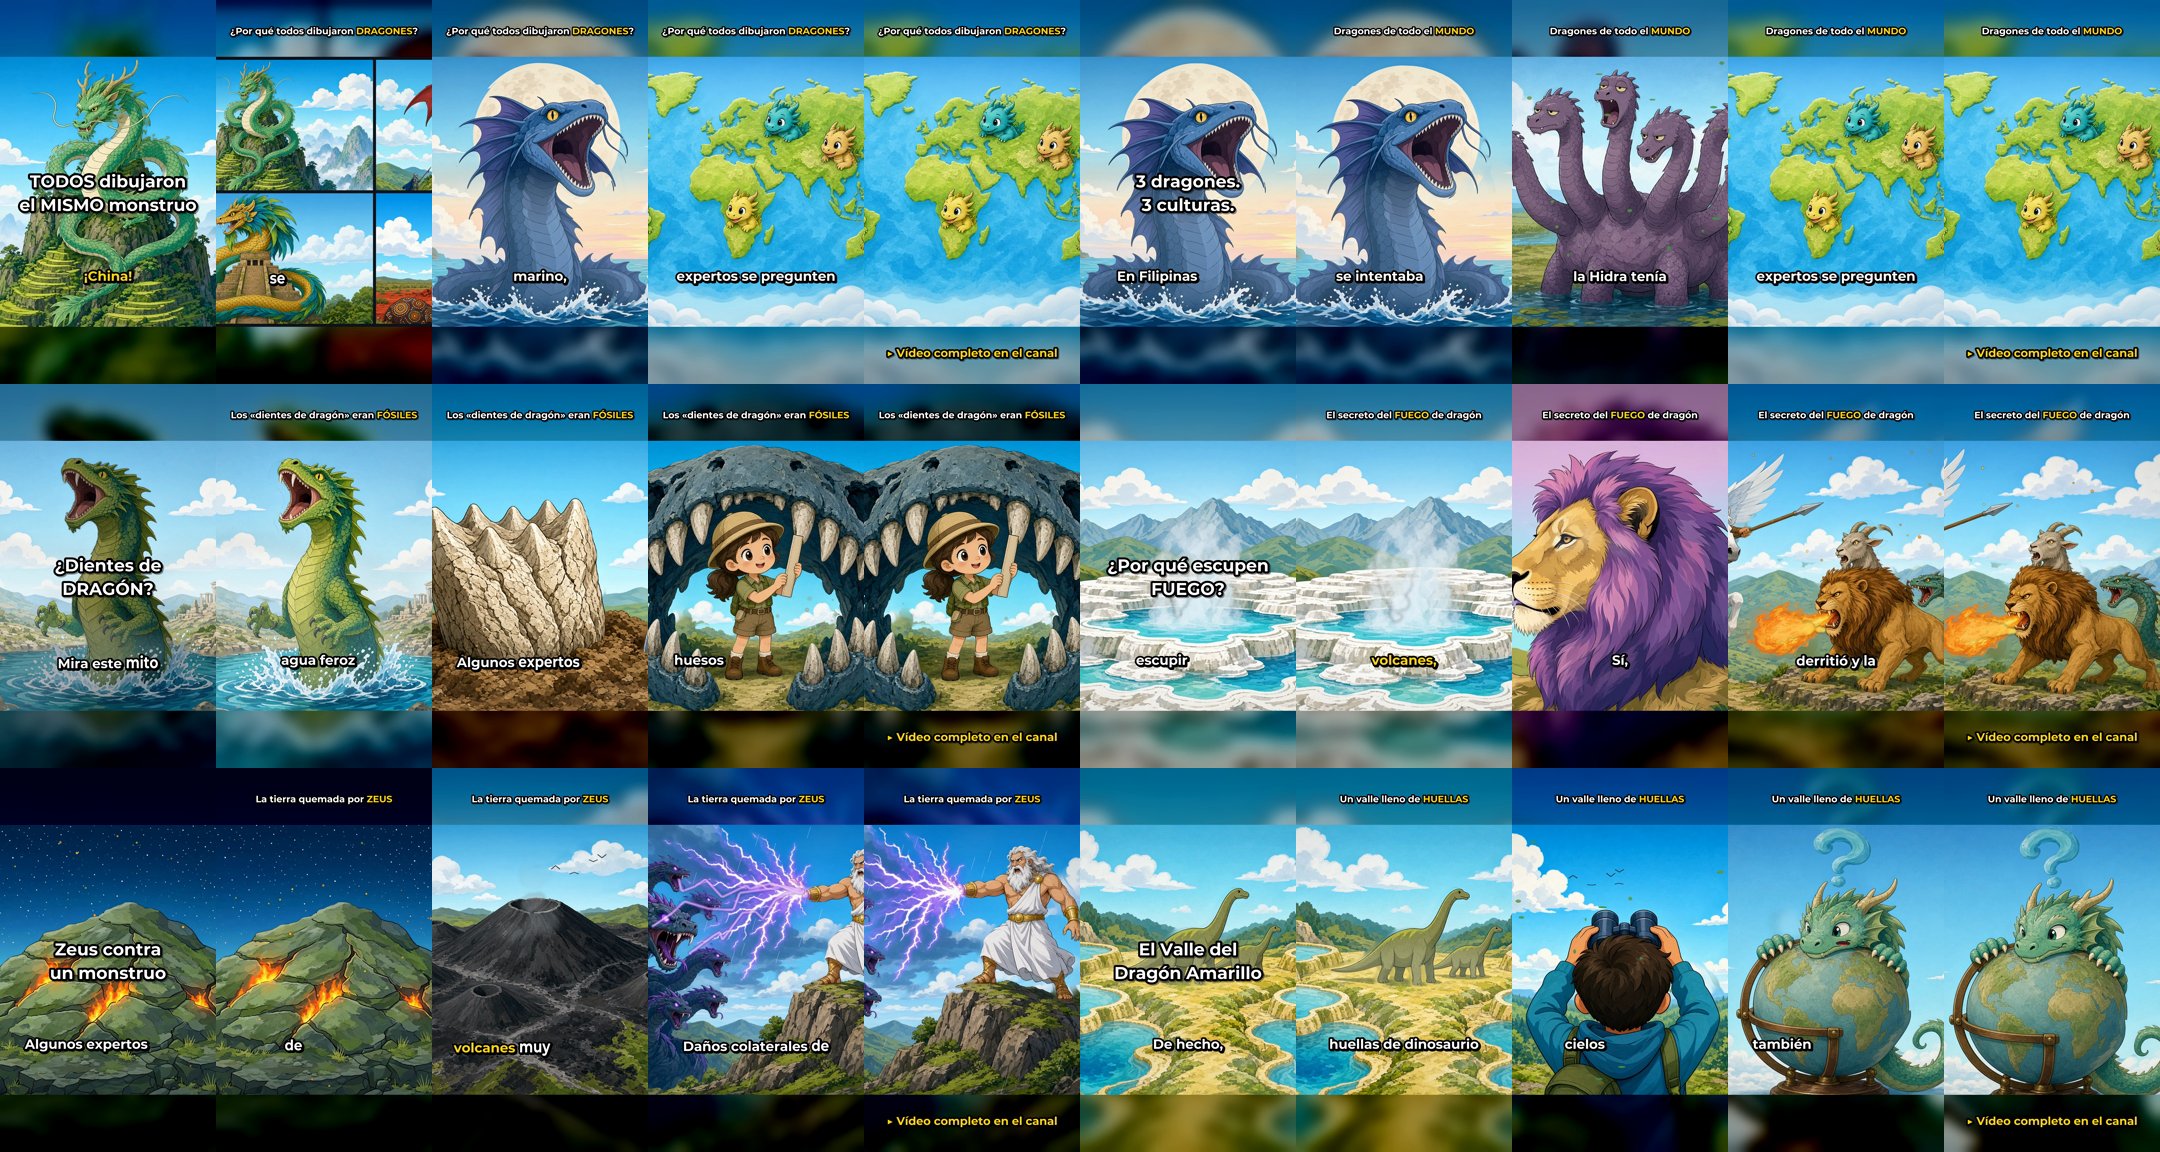 ¿Por qué todos dibujaron DRAGONES?
¿Por qué todos dibujaron DRAGONES?
¿Por qué todos dibujaron DRAGONES?
¿Por qué todos dibujaron DRAGONES?
Dragones de todo el MUNDO
Dragones de todo el MUNDO
Dragones de todo el MUNDO
Dragones de todo el MUNDO
TODOS dibujaron
el MISMO monstruo
3 dragones.
3 culturas.
¡China!
se
marino,
expertos se pregunten
En Filipinas
se intentaba
la Hidra tenía
expertos se pregunten
▸ Vídeo completo en el canal
▸ Vídeo completo en el canal
Los «dientes de dragón» eran FÓSILES
Los «dientes de dragón» eran FÓSILES
Los «dientes de dragón» eran FÓSILES
Los «dientes de dragón» eran FÓSILES
El secreto del FUEGO de dragón
El secreto del FUEGO de dragón
El secreto del FUEGO de dragón
El secreto del FUEGO de dragón
¿Dientes de
DRAGÓN?
¿Por qué escupen
FUEGO?
Mira este mito
agua feroz
Algunos expertos
huesos
escupir
volcanes,
Sí,
derritió y la
▸ Vídeo completo en el canal
▸ Vídeo completo en el canal
La tierra quemada por ZEUS
La tierra quemada por ZEUS
La tierra quemada por ZEUS
La tierra quemada por ZEUS
Un valle lleno de HUELLAS
Un valle lleno de HUELLAS
Un valle lleno de HUELLAS
Un valle lleno de HUELLAS
Zeus contra
un monstruo
El Valle del
Dragón Amarillo
Algunos expertos
de
volcanes muy
Daños colaterales de
De hecho,
huellas de dinosaurio
cielos
también
▸ Vídeo completo en el canal
▸ Vídeo completo en el canal